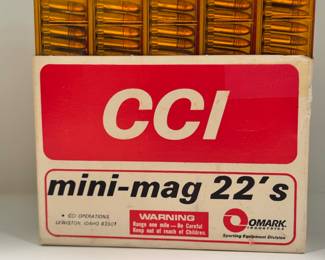 CCI
mini-mag 22's
• CCI OPERATIONS
LEWISTON, IDAHO 83501
WARNING
Range one mile — Be Careful
Keep out of reach of Children.
OMARK
INDUSTRIES
Sporting Equipment Division